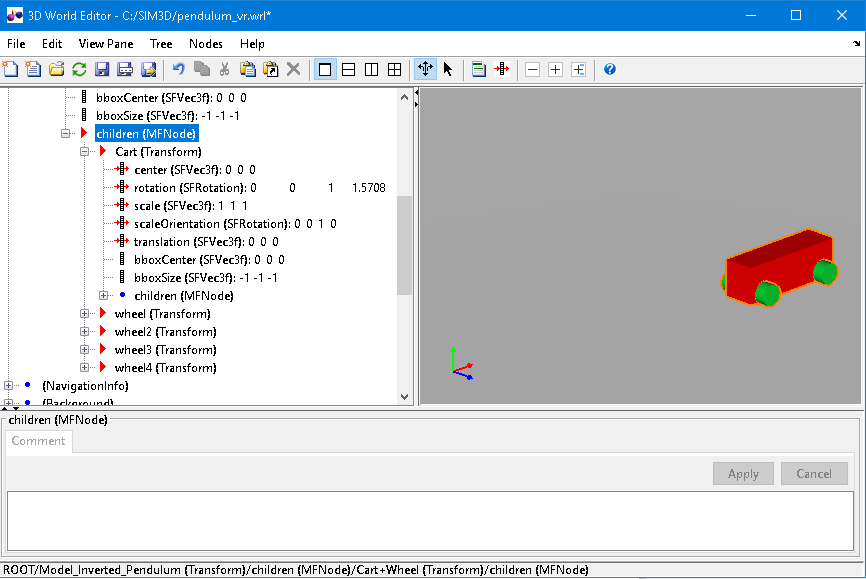 3D World Editor - C:/SIM3D/pendulum_vr.wrl*
File Edit View Pane Tree Nodes Help
bboxCenter (SFVec3f): 0 0 0
bboxSize (SFVec3f): -1 -1 -1
children (MFNode)
Cart (Transform)
center (SFVec3f): 0 0 0
rotation (SFRotation): 0 0 1 1.5708
scale (SFVec3f): 1 1 1
scaleOrientation (SFRotation): 0 0 1 0
translation (SFVec3f): 0 0 0
bboxCenter (SFVec3f): 0 0 0
bboxSize (SFVec3f): -1 -1 -1
children (MFNode)
wheel (Transform)
wheel2 (Transform)
wheel3 (Transform)
wheel4 (Transform)
(NavigationInfo)
(Background)
children (MFNode)
Comment
Apply Cancel
ROOT/Model_Inverted_Pendulum (Transform)/children (MFNode)/Cart+Wheel (Transform)/children (MFNode)